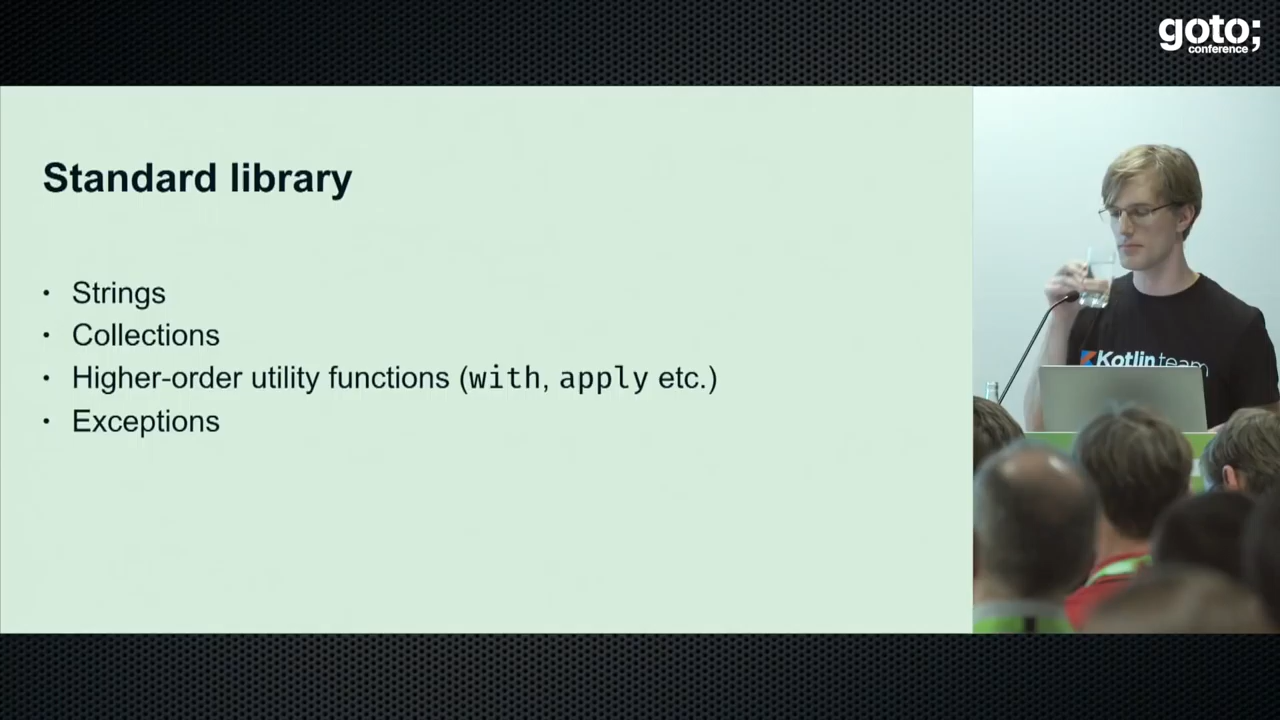 goto;
conference
Standard library
• Strings
• Collections
• Higher-order utility functions (with, apply etc.)
• Exceptions
Kotlin team